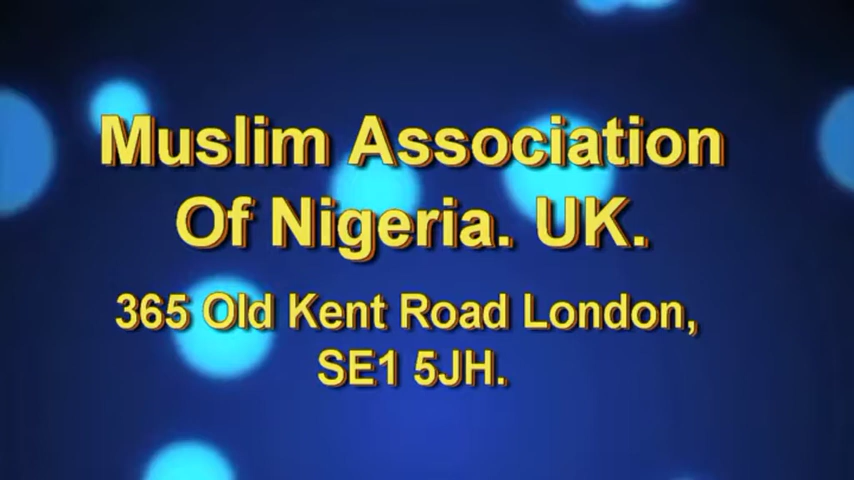 Muslim Association
Of Nigeria. UK.
365 Old Kent Road London,
SE1 5JH.